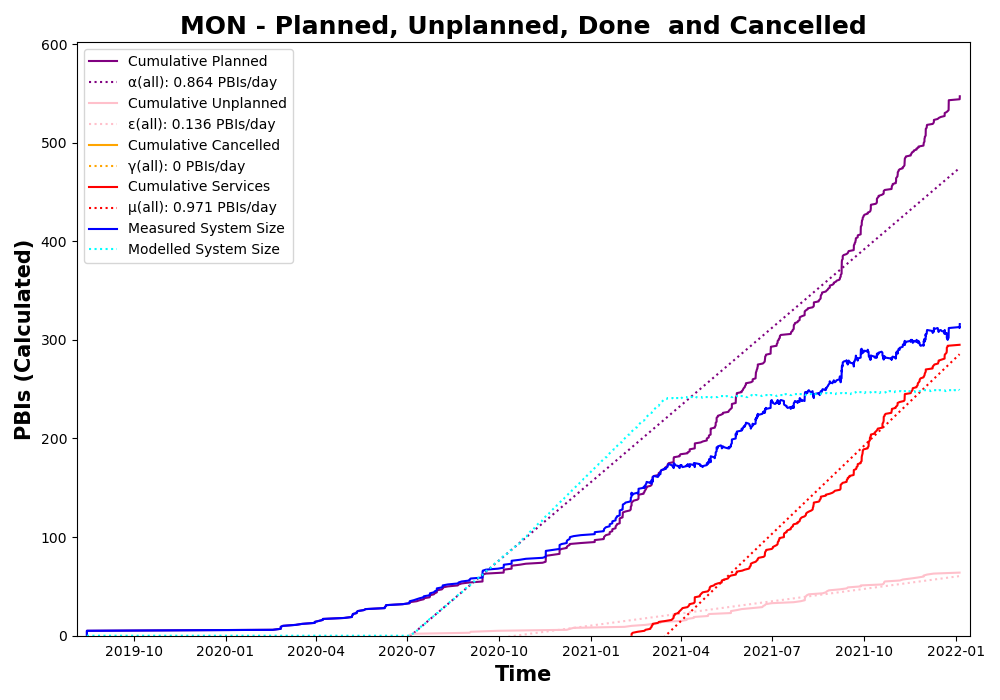 MON - Planned, Unplanned, Done  and Cancelled
PBIs (Calculated)
600
500
400
300
200
100
0
Cumulative Planned
α(all): 0.864 PBIs/day
Cumulative Unplanned
ε(all): 0.136 PBIs/day
Cumulative Cancelled
γ(all): 0 PBIs/day
Cumulative Services
μ(all): 0.971 PBIs/day
Measured System Size
Modelled System Size
2019-10 2020-01 2020-04 2020-07 2020-10 2021-01 2021-04 2021-07 2021-10 2022-01
Time